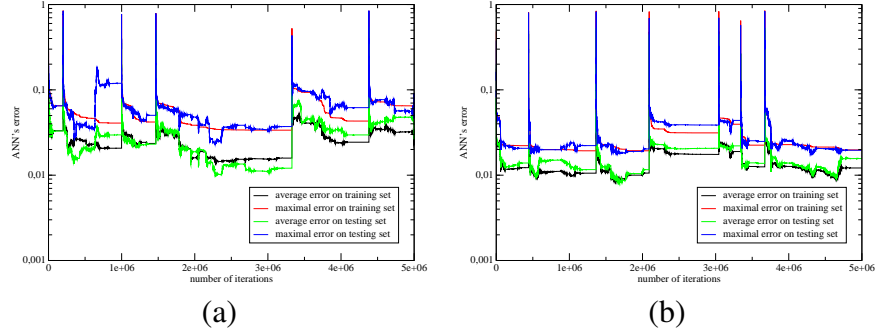 1
0,1
0,01
0,001
ANN's error
0
1e+06
2e+06
3e+06
4e+06
5e+06
number of iterations
average error on training set
maximal error on training set
average error on testing set
maximal error on testing set
(a)
1
0,1
0,01
0,001
ANN's error
0
1e+06
2e+06
3e+06
4e+06
5e+06
number of iterations
average error on training set
maximal error on training set
average error on testing set
maximal error on testing set
(b)